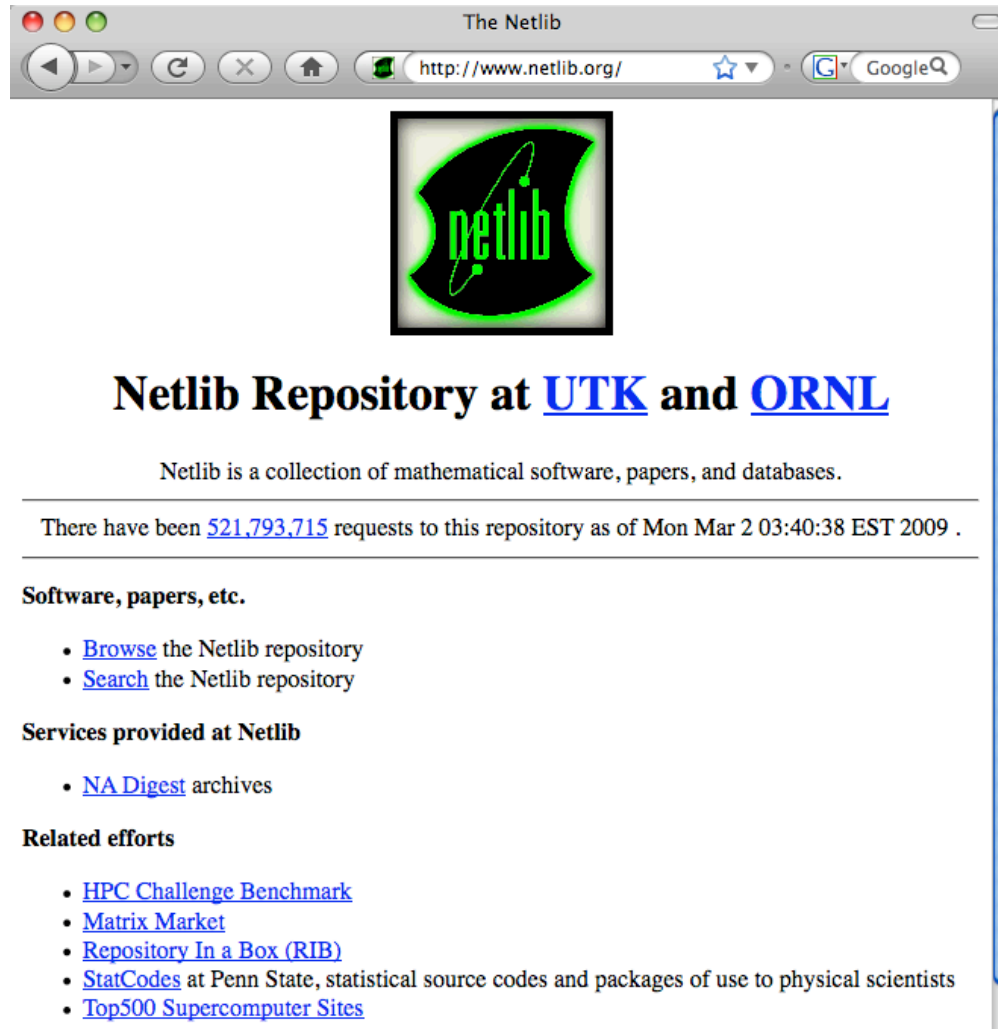 The Netlib
http://www.netlib.org/
G Google
netlib
Netlib Repository at UTK and ORNL
Netlib is a collection of mathematical software, papers, and databases.
There have been 521,793,715 requests to this repository as of Mon Mar 2 03:40:38 EST 2009 .
Software, papers, etc.
• Browse the Netlib repository
• Search the Netlib repository
Services provided at Netlib
• NA Digest archives
Related efforts
• HPC Challenge Benchmark
• Matrix Market
• Repository In a Box (RIB)
• StatCodes at Penn State, statistical source codes and packages of use to physical scientists
• Top500 Supercomputer Sites